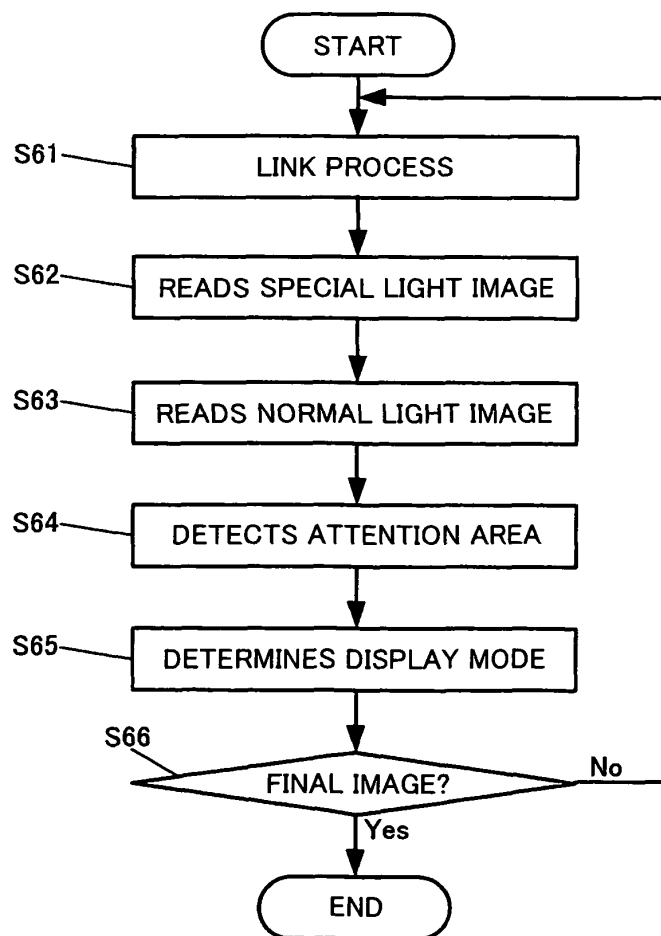 START
S61
LINK PROCESS
S62
READS SPECIAL LIGHT IMAGE
S63
READS NORMAL LIGHT IMAGE
S64
DETECTS ATTENTION AREA
S65
DETERMINES DISPLAY MODE
S66
FINAL IMAGE?
No
Yes
END